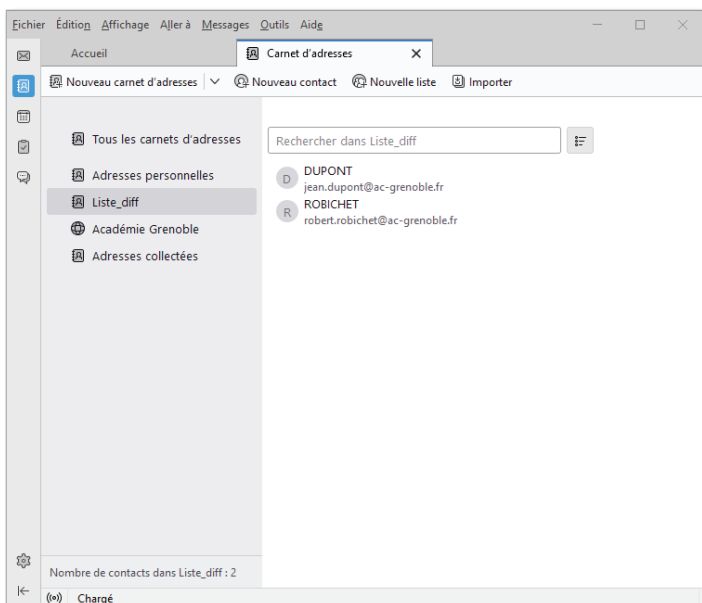 Fichier Édition Affichage Aller à Messages Outils Aide
Accueil
Carnet d'adresses
Nouveau carnet d'adresses Nouveau contact Nouvelle liste Importer
Tous les carnets d'adresses
Adresses personnelles
Liste_diff
Académie Grenoble
Adresses collectées
Rechercher dans Liste_diff
D
DUPONT
jean.dupont@ac-grenoble.fr
R
ROBICHET
robert.robichet@ac-grenoble.fr
Nombre de contacts dans Liste_diff : 2
Chargé